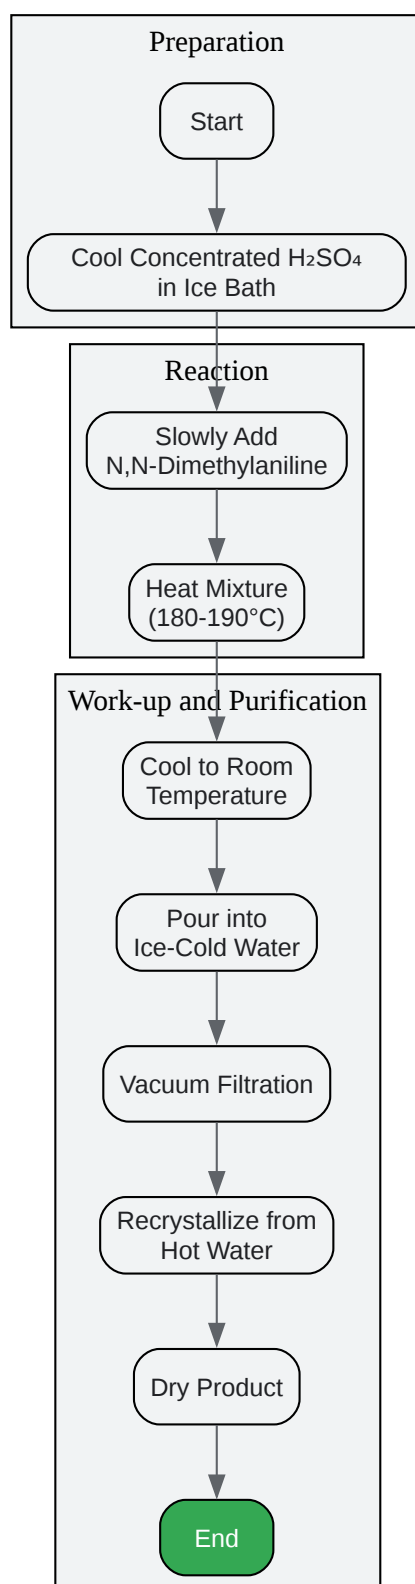 Preparation
Start
Cool Concentrated H₂SO₄
in Ice Bath
Reaction
Slowly Add
N,N-Dimethylaniline
Heat Mixture
(180-190°C)
Work-up and Purification
Cool to Room
Temperature
Pour into
Ice-Cold Water
Vacuum Filtration
Recrystallize from
Hot Water
Dry Product
End